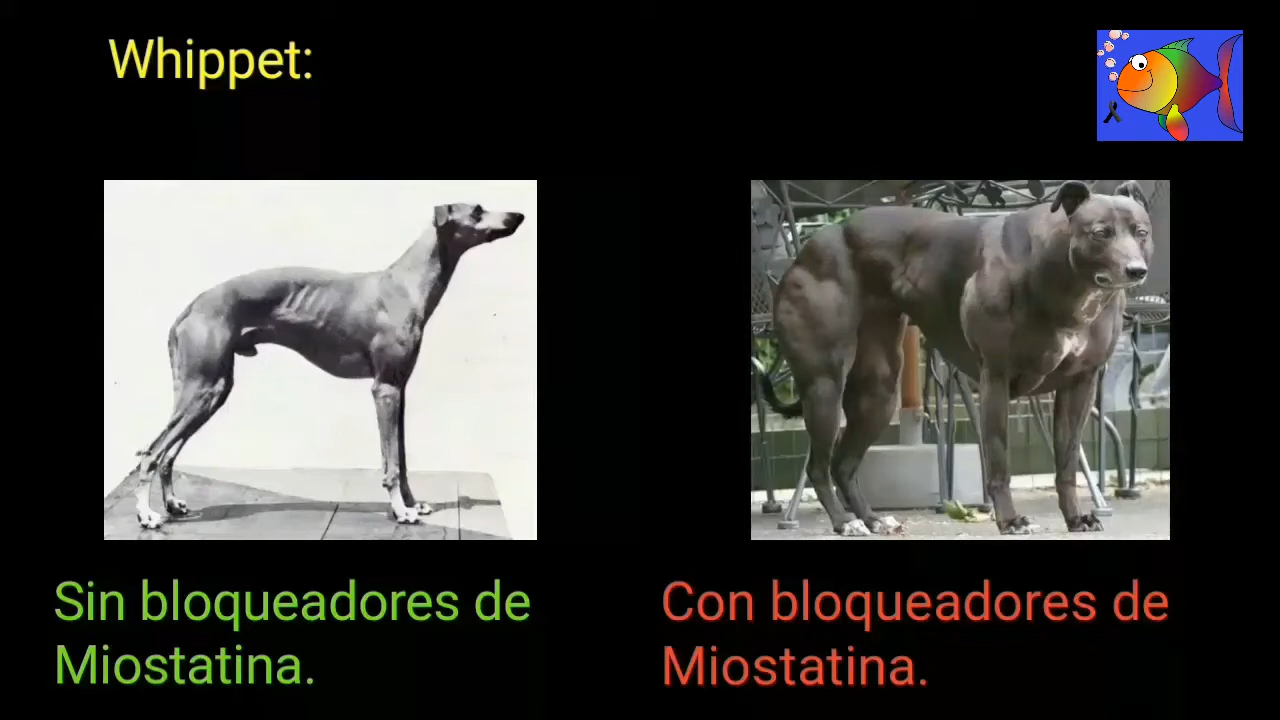 Whippet:
Sin bloqueadores de
Miostatina.
Con bloqueadores de
Miostatina.